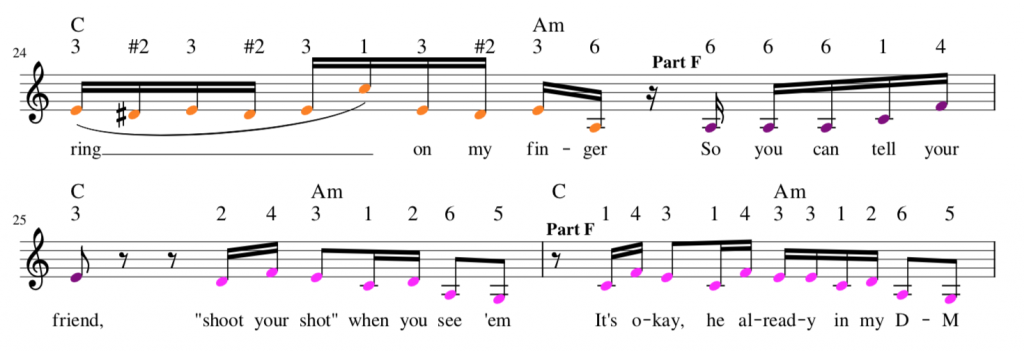 C Am
24 3 #2 3 #2 3 1 3 #2 3 6 6 6 6 1 4
Part F
ring on my fin - ger So you can tell your
C Am C Am
25 3 2 4 3 1 2 6 5 1 4 3 1 4 3 3 1 2 6 5
Part F
friend, "shoot your shot" when you see 'em It's o-kay, he al-read-y in my D - M